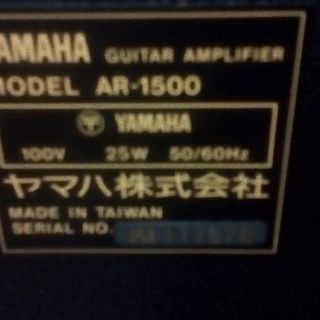 YAMAHA GUITAR AMPLIFIER
MODEL AR-1500
YAMAHA
100V 25W 50/60Hz
ヤマハ株式会社
MADE IN TAIWAN
SERIAL NO.